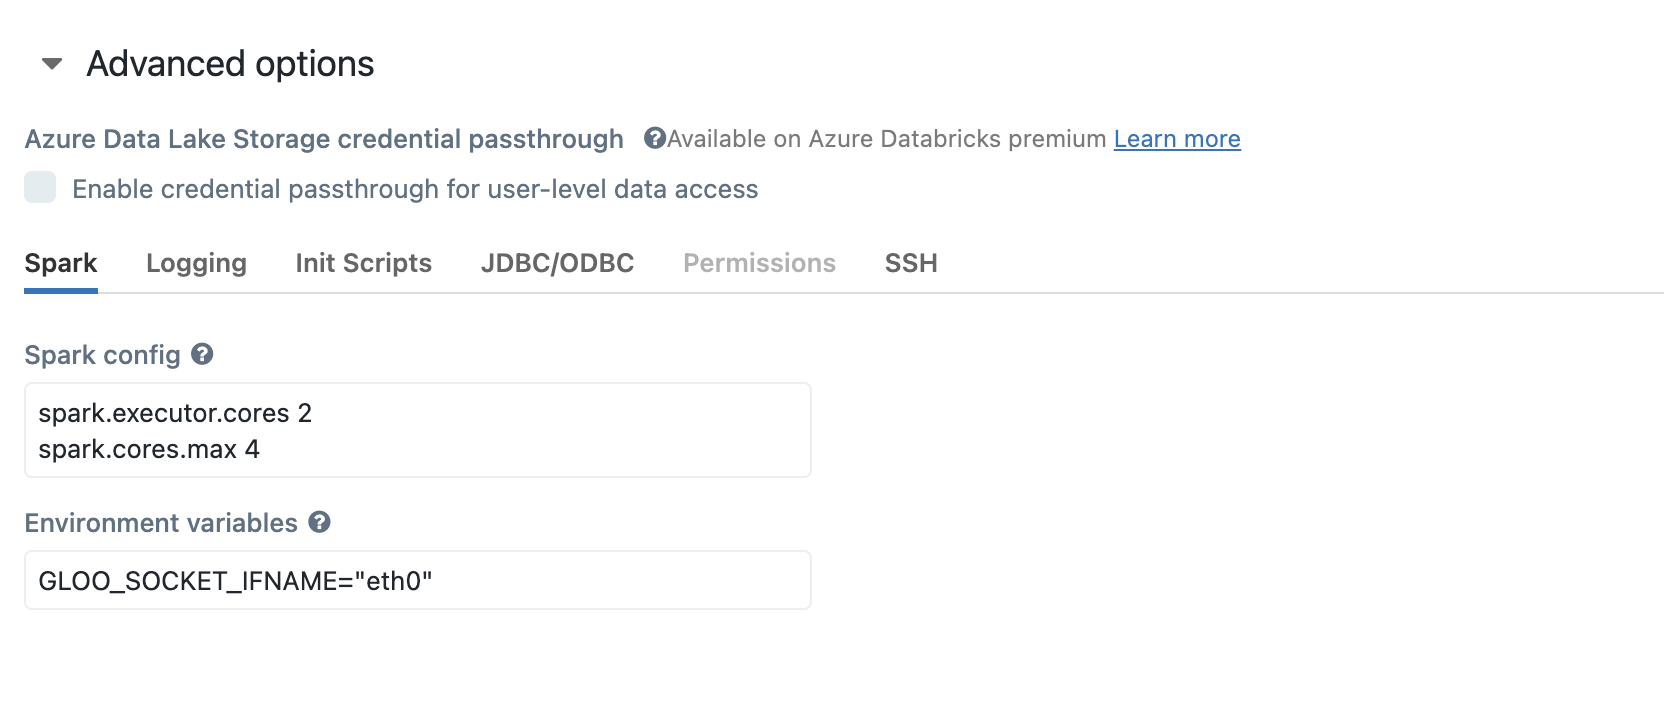 Advanced options
Azure Data Lake Storage credential passthrough Available on Azure Databricks premium Learn more
Enable credential passthrough for user-level data access
Spark Logging Init Scripts JDBC/ODBC Permissions SSH
Spark config
spark.executor.cores 2
spark.cores.max 4
Environment variables
GLOO_SOCKET_IFNAME="eth0"